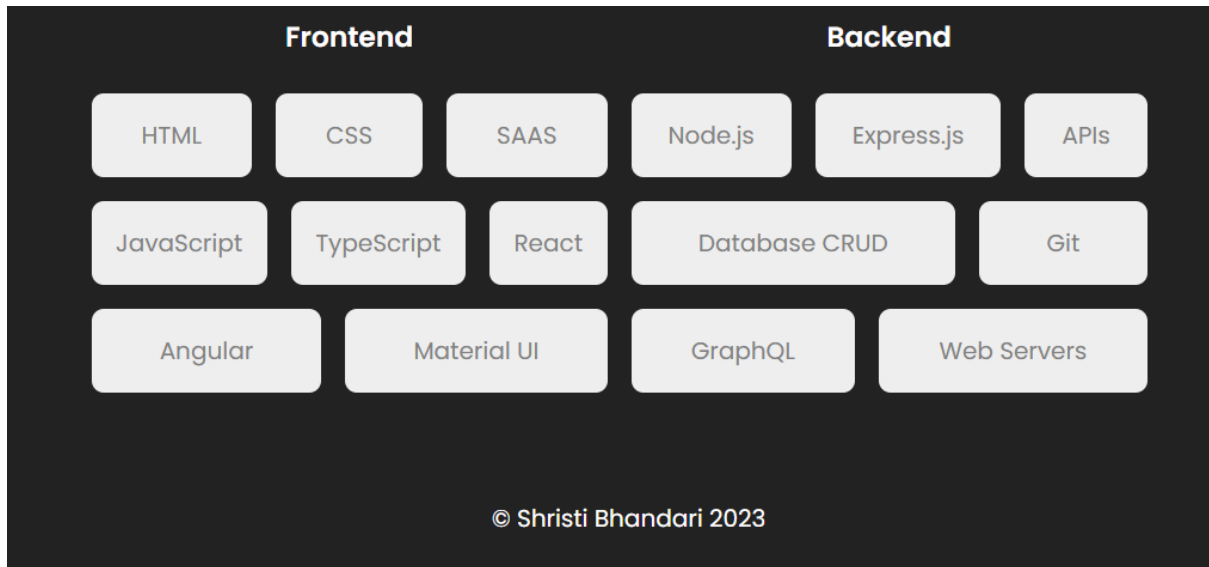 Frontend
HTML CSS SAAS
JavaScript TypeScript React
Angular Material UI
Backend
Node.js Express.js APIs
Database CRUD Git
GraphQL Web Servers
© Shristi Bhandari 2023